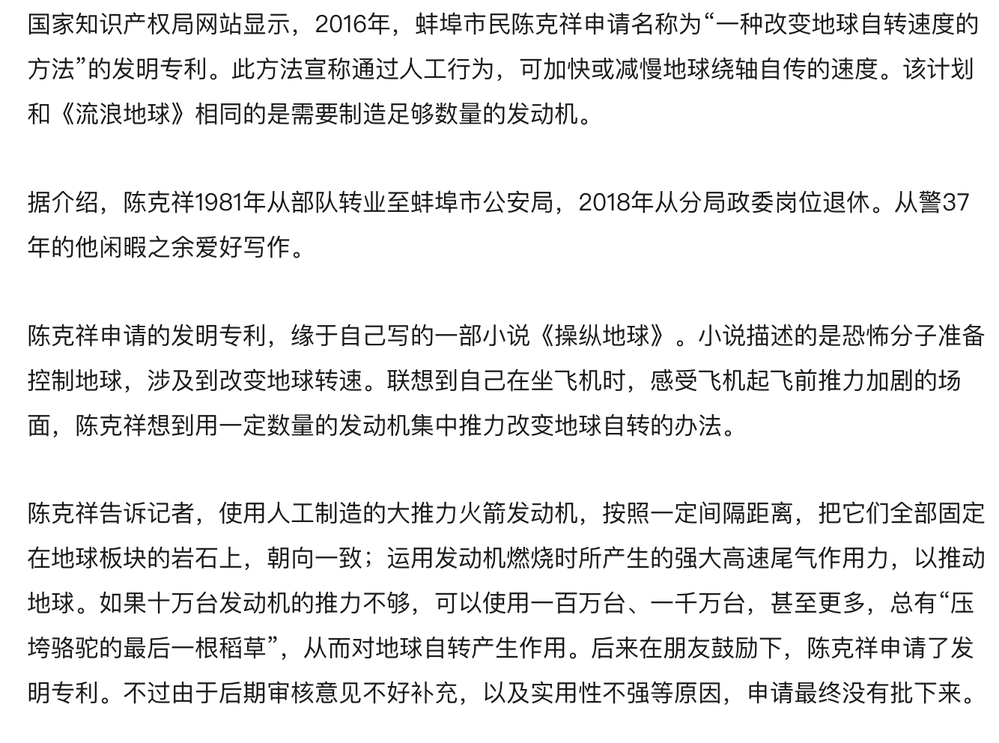 国家知识产权局网站显示，2016年，蚌埠市民陈克祥申请名称为“一种改变地球自转速度的
方法”的发明专利。此方法宣称通过人工行为，可加快或减慢地球绕轴自传的速度。该计划
和《流浪地球》相同的是需要制造足够数量的发动机。
据介绍，陈克祥1981年从部队转业至蚌埠市公安局，2018年从分局政委岗位退休。从警37
年的他闲暇之余爱好写作。
陈克祥申请的发明专利，缘于自己写的一部小说《操纵地球》。小说描述的是恐怖分子准备
控制地球，涉及到改变地球转速。联想到自己在坐飞机时，感受飞机起飞前推力加剧的场
面，陈克祥想到用一定数量的发动机集中推力改变地球自转的办法。
陈克祥告诉记者，使用人工制造的大推力火箭发动机，按照一定间隔距离，把它们全部固定
在地球板块的岩石上，朝向一致；运用发动机燃烧时所产生的强大高速尾气作用力，以推动
地球。如果十万台发动机的推力不够，可以使用一百万台、一千万台，甚至更多，总有“压
垮骆驼的最后一根稻草”，从而对地球自转产生作用。后来在朋友鼓励下，陈克祥申请了发
明专利。不过由于后期审核意见不好补充，以及实用性不强等原因，申请最终没有批下来。